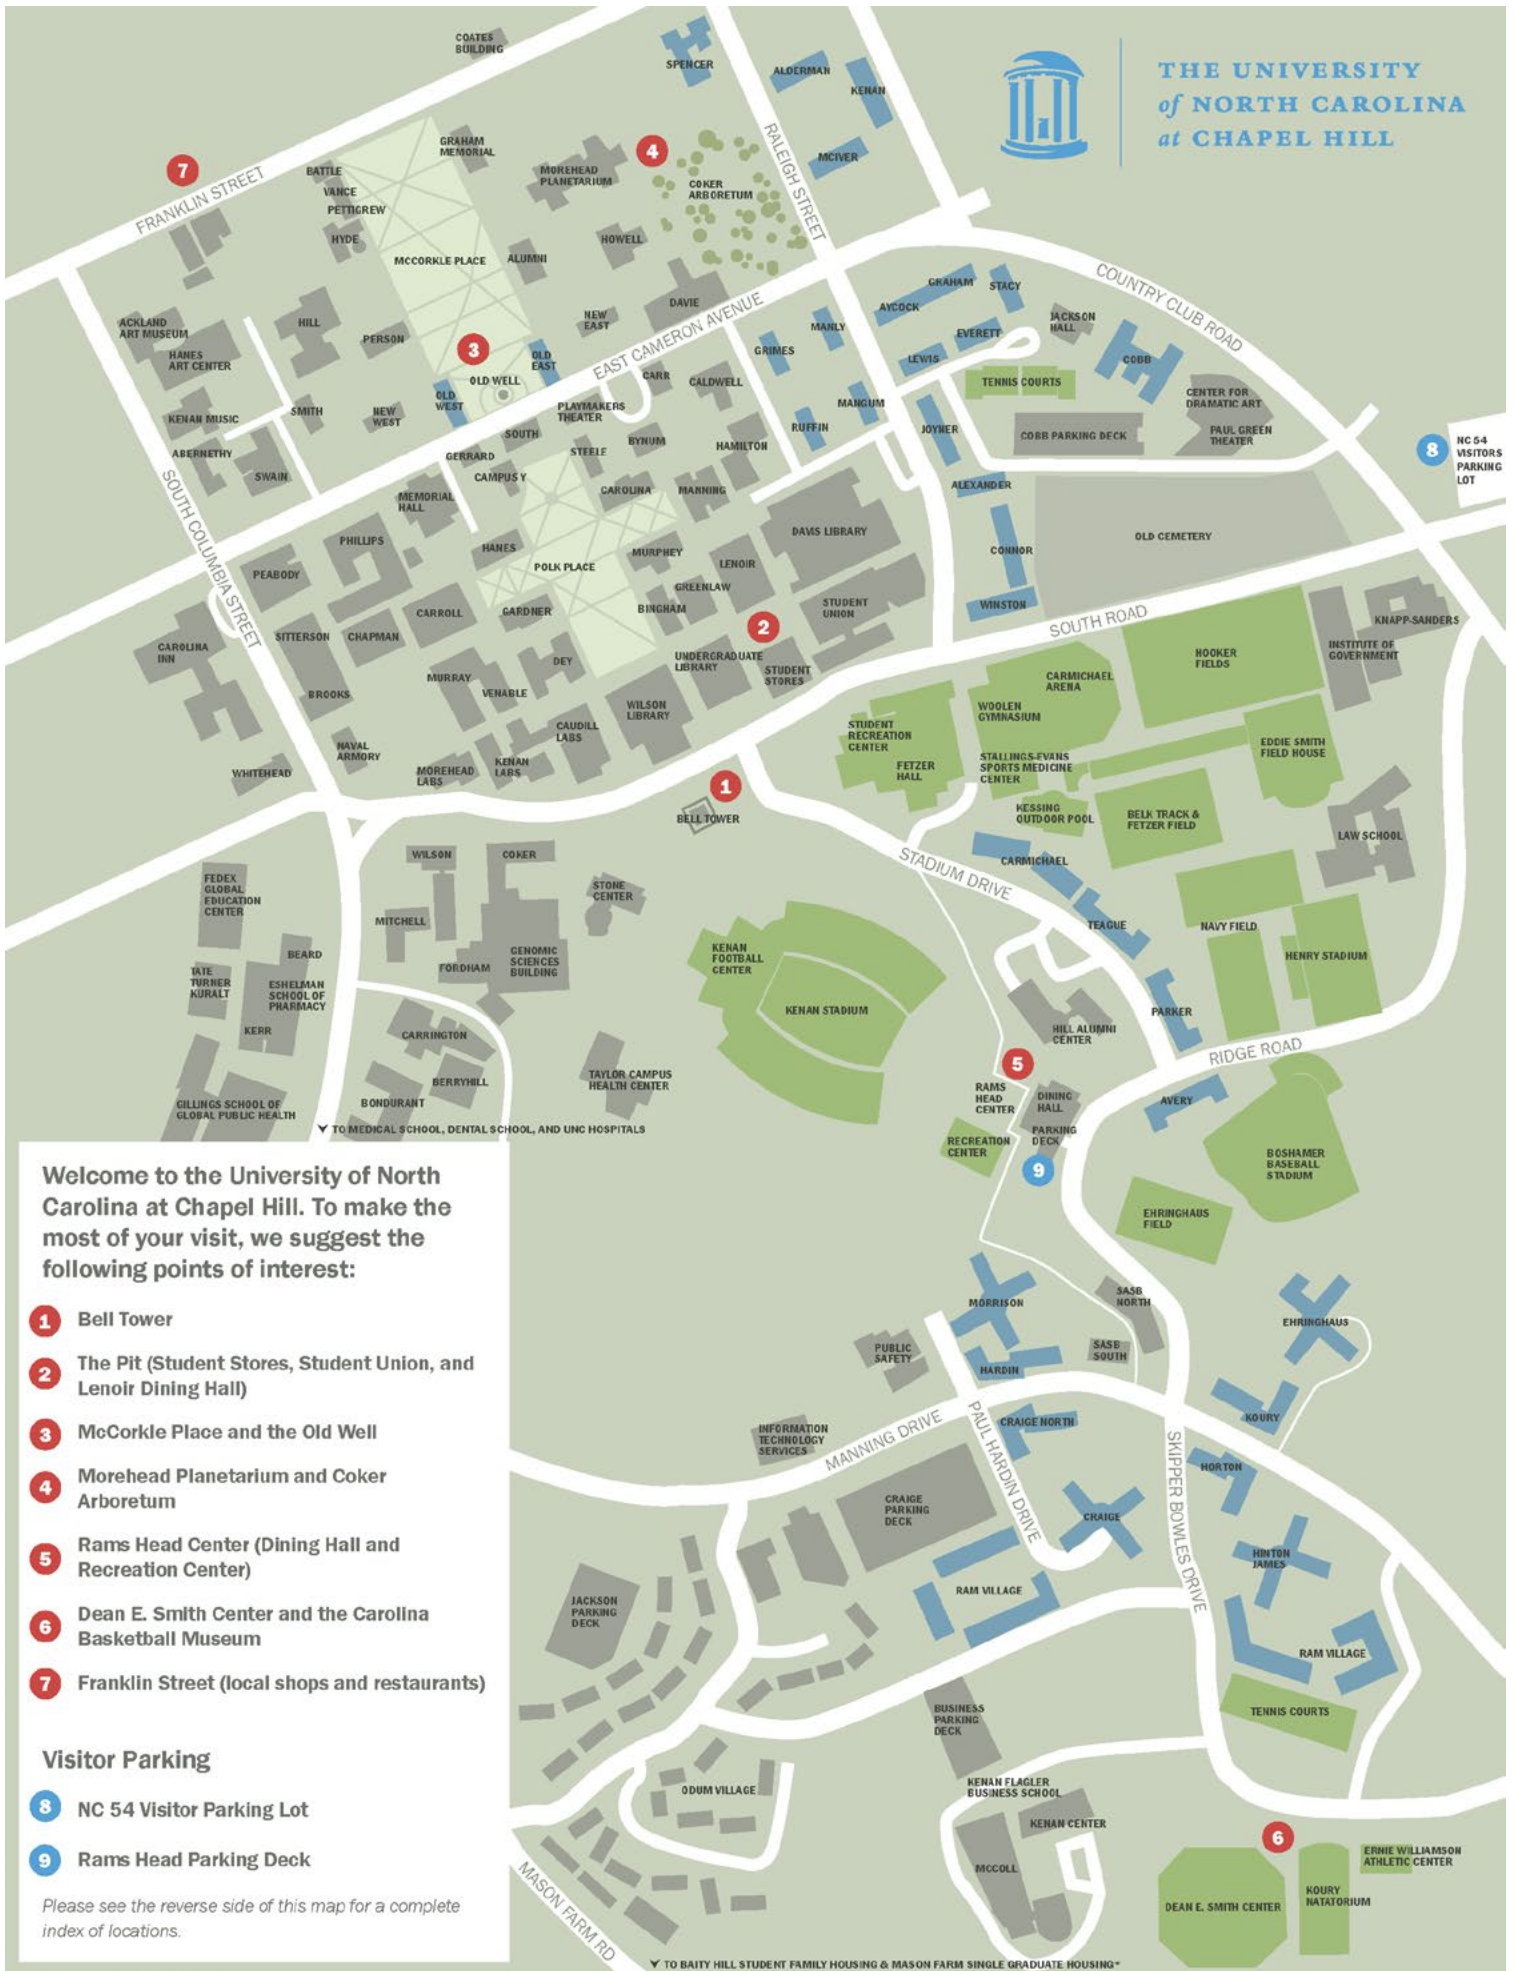 COATES
BUILDING
SPENCER
ALDERMAN
KENAN
MCIVER
THE UNIVERSITY
of NORTH CAROLINA
at CHAPEL HILL
RALEIGH STREET
7
FRANKLIN STREET
BATTLE
VANCE
PETTIGREW
HYDE
GRAHAM
MEMORIAL
MOREHEAD
PLANETARIUM
4
COKER
ARBORETUM
HOWELL
MCCORKLE PLACE
ALUMNI
COUNTRY CLUB ROAD
ACKLAND
ART MUSEUM
HANES
ART CENTER
HILL
PERSON
3
OLD WELL
OLD
EAST
OLD
WEST
NEW
EAST
DAVIE
EAST CAMERON AVENUE
GRIMES
MANLY
AYCOCK
GRAHAM
STACY
EVERETT
LEWIS
JACKSON
HALL
COBB
TENNIS COURTS
CENTER FOR
DRAMATIC ART
PAUL GREEN
THEATER
COBB PARKING DECK
JOYNER
MANGUM
RUFFIN
8
NC 54
VISITORS
PARKING
LOT
KENAN MUSIC
SMITH
NEW
WEST
ABERNETHY
SWAIN
SOUTH COLUMBIA STREET
PLAYMAKERS
THEATER
CARR
CALDWELL
SOUTH
STEELE
BYNUM
HAMILTON
GERRARD
CAMPUS Y
CAROLINA
MANNING
MEMORIAL
HALL
PHILLIPS
HANES
POLK PLACE
MURPHEY
LENOIR
DAVIS LIBRARY
ALEXANDER
CONNOR
WINSTON
OLD CEMETERY
PEABODY
CARROLL
GARDNER
GREENLAW
BINGHAM
2
STUDENT
UNION
SOUTH ROAD
KNAPP-SANDERS
INSTITUTE OF
GOVERNMENT
HOOKER
FIELDS
CAROLINA
INN
SITTERSON
CHAPMAN
BROOKS
MURRAY
VENABLE
DEY
UNDERGRADUATE
LIBRARY
STUDENT
STORES
WILSON
LIBRARY
CARMICHAEL
ARENA
WOOLEN
GYMNASIUM
STUDENT
RECREATION
CENTER
FETZER
HALL
STALLINGS-EVANS
SPORTS MEDICINE
CENTER
EDDIE SMITH
FIELD HOUSE
NAVAL
ARMORY
WHITEHEAD
MOREHEAD
LABS
KENAN
LABS
CAUDILL
LABS
1
BELL TOWER
KESSING
OUTDOOR POOL
BELK TRACK &
FETZER FIELD
LAW SCHOOL
STADIUM DRIVE
CARMICHAEL
TEAGUE
NAVY FIELD
HENRY STADIUM
FEDEX
GLOBAL
EDUCATION
CENTER
WILSON
COKER
STONE
CENTER
MITCHELL
BEARD
TATE
TURNER
KURALT
ESHELMAN
SCHOOL OF
PHARMACY
FORDHAM
GENOMIC
SCIENCES
BUILDING
KENAN
FOOTBALL
CENTER
KENAN STADIUM
KERR
CARRINGTON
BERRYHILL
BONDURANT
GILLINGS SCHOOL OF
GLOBAL PUBLIC HEALTH
TAYLOR CAMPUS
HEALTH CENTER
TO MEDICAL SCHOOL, DENTAL SCHOOL, AND UNC HOSPITALS
HILL ALUMNI
CENTER
PARKER
RIDGE ROAD
5
RAMS
HEAD
CENTER
DINING
HALL
PARKING
DECK
RECREATION
CENTER
9
AVERY
BOSHAMER
BASEBALL
STADIUM
EHRINGHAUS
FIELD
Welcome to the University of North
Carolina at Chapel Hill. To make the
most of your visit, we suggest the
following points of interest:
1 Bell Tower
2 The Pit (Student Stores, Student Union, and
Lenoir Dining Hall)
3 McCorkle Place and the Old Well
4 Morehead Planetarium and Coker
Arboretum
5 Rams Head Center (Dining Hall and
Recreation Center)
6 Dean E. Smith Center and the Carolina
Basketball Museum
7 Franklin Street (local shops and restaurants)
Visitor Parking
8 NC 54 Visitor Parking Lot
9 Rams Head Parking Deck
Please see the reverse side of this map for a complete
index of locations.
MORRISON
SASB
NORTH
SASB
SOUTH
EHRINGHAUS
PUBLIC
SAFETY
HARDIN
KOURY
INFORMATION
TECHNOLOGY
SERVICES
MANNING DRIVE
PAUL HARDIN DRIVE
CRAIGE NORTH
SKIPPER BOWLES DRIVE
HORTON
CRAIGE
PARKING
DECK
CRAIGE
HINTON
JAMES
JACKSON
PARKING
DECK
RAM VILLAGE
RAM VILLAGE
TENNIS COURTS
BUSINESS
PARKING
DECK
ODUM VILLAGE
KENAN FLAGLER
BUSINESS SCHOOL
KENAN CENTER
MCCOLL
6
ERNIE WILLIAMSON
ATHLETIC CENTER
KOURY
NATATORIUM
DEAN E. SMITH CENTER
MASON FARM RD
TO BAITY HILL STUDENT FAMILY HOUSING & MASON FARM SINGLE GRADUATE HOUSING*